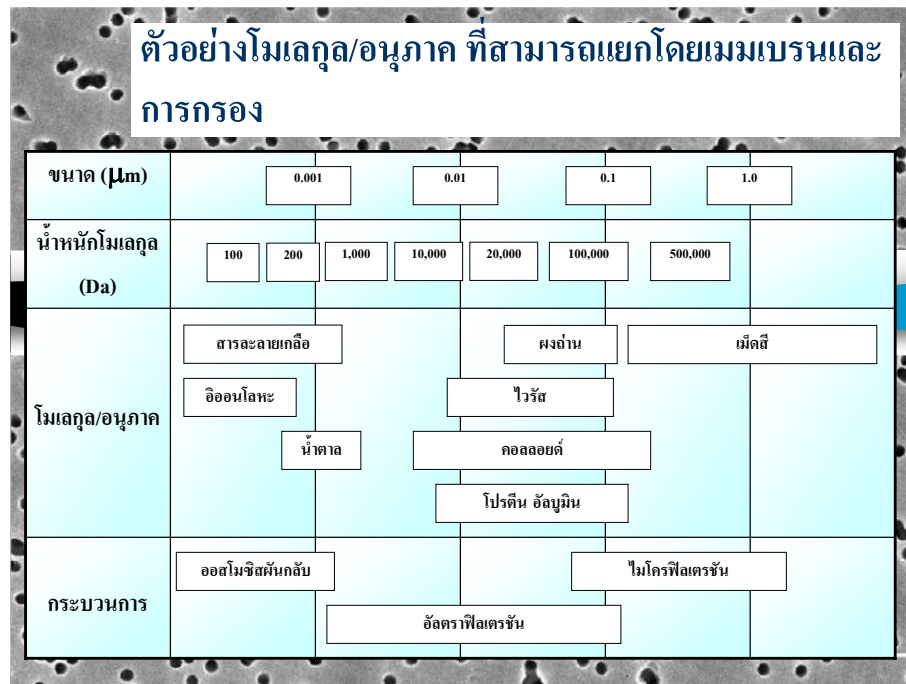 ตัวอย่างโมเลกุล/อนุภาค ที่สามารถแยกโดยเมมเบรนและ
การกรอง
ขนาด (μm)
0.001
0.01
0.1
1.0
น้ำหนักโมเลกุล
(Da)
100
200
1,000
10,000
20,000
100,000
500,000
โมเลกุล/อนุภาค
สารละลายเกลือ
ผงถ่าน
เม็ดสี
อิออนโลหะ
ไวรัส
น้ำตาล
คอลลอยด์
โปรตีน อัลบูมิน
กระบวนการ
ออสโมซิสผันกลับ
ไมโครฟิลเตรชัน
อัลตราฟิลเตรชัน